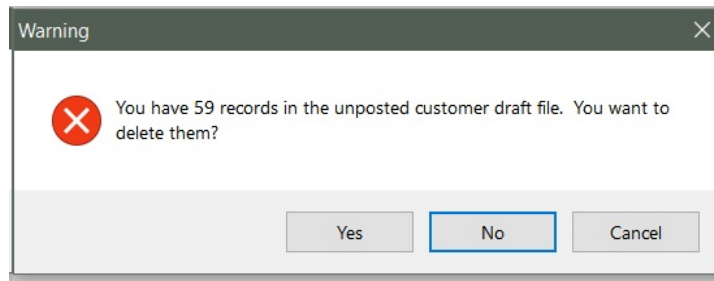 Warning
You have 59 records in the unposted customer draft file.  You want to
delete them?
Yes
No
Cancel